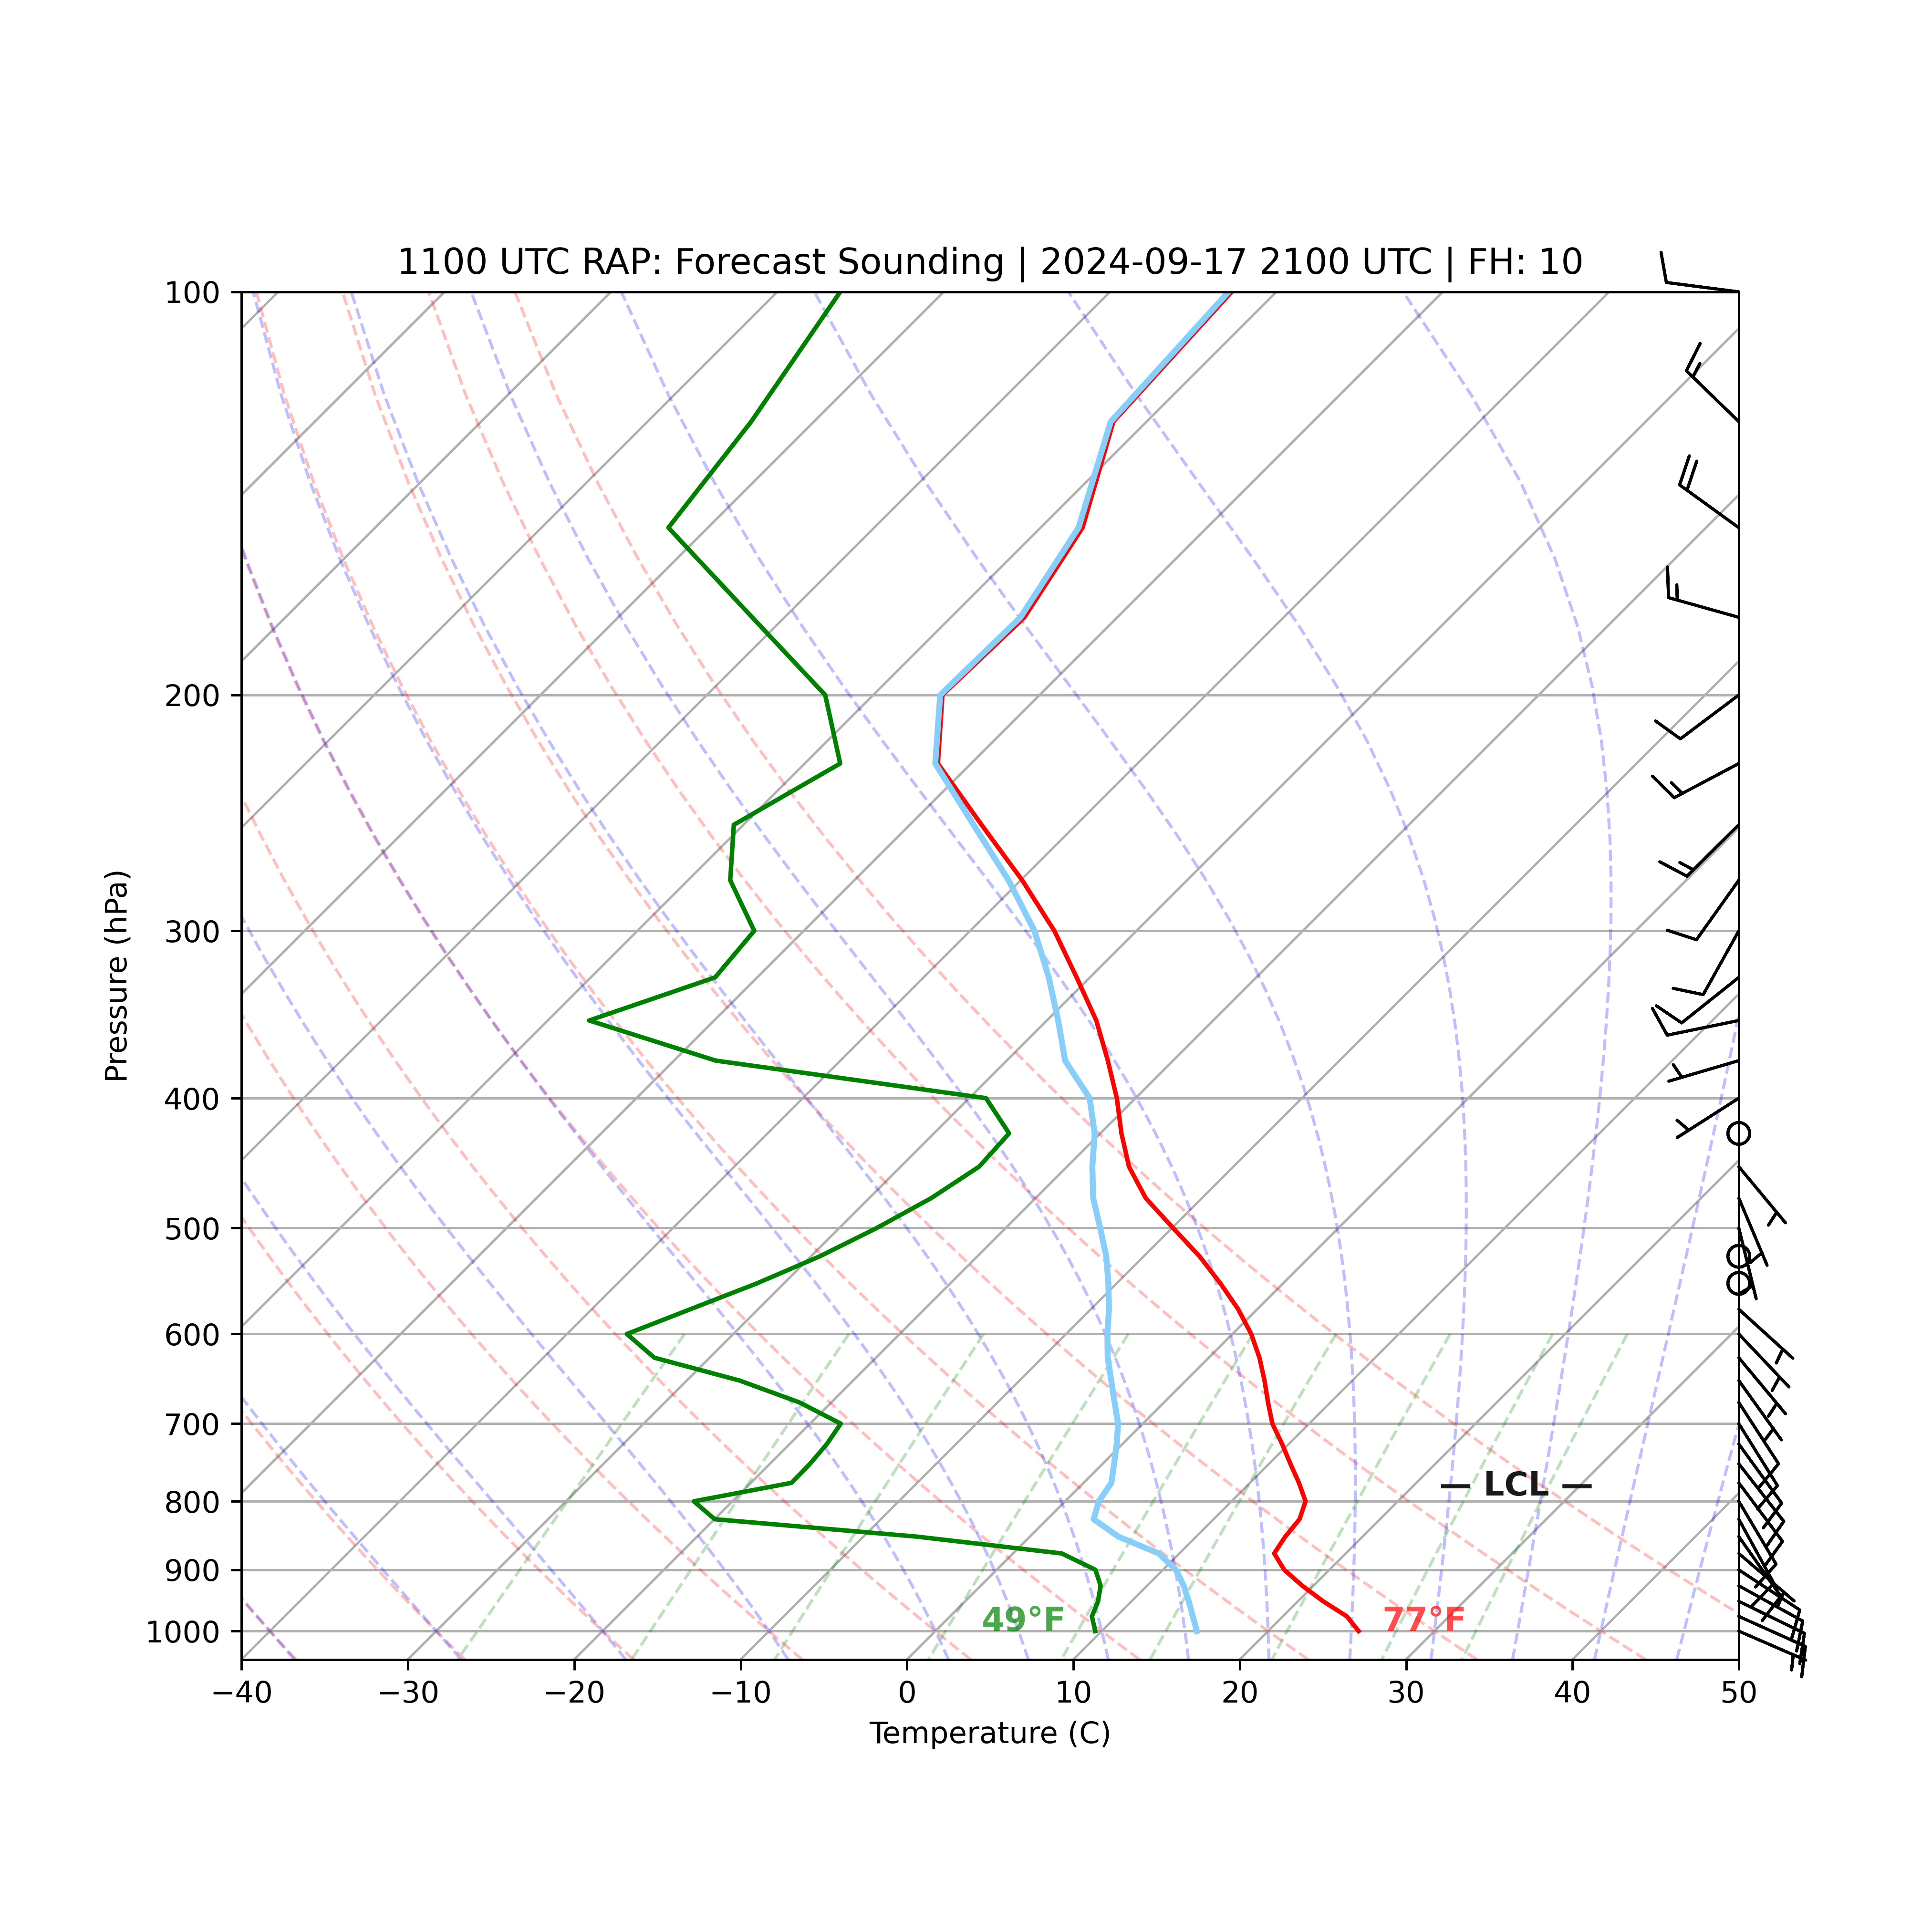 1100 UTC RAP: Forecast Sounding | 2024-09-17 2100 UTC | FH: 10
100
200
300
400
500
600
700
800
900
1000
Pressure (hPa)
— LCL —
49°F
77°F
−40 −30 −20 −10 0 10 20 30 40 50
Temperature (C)